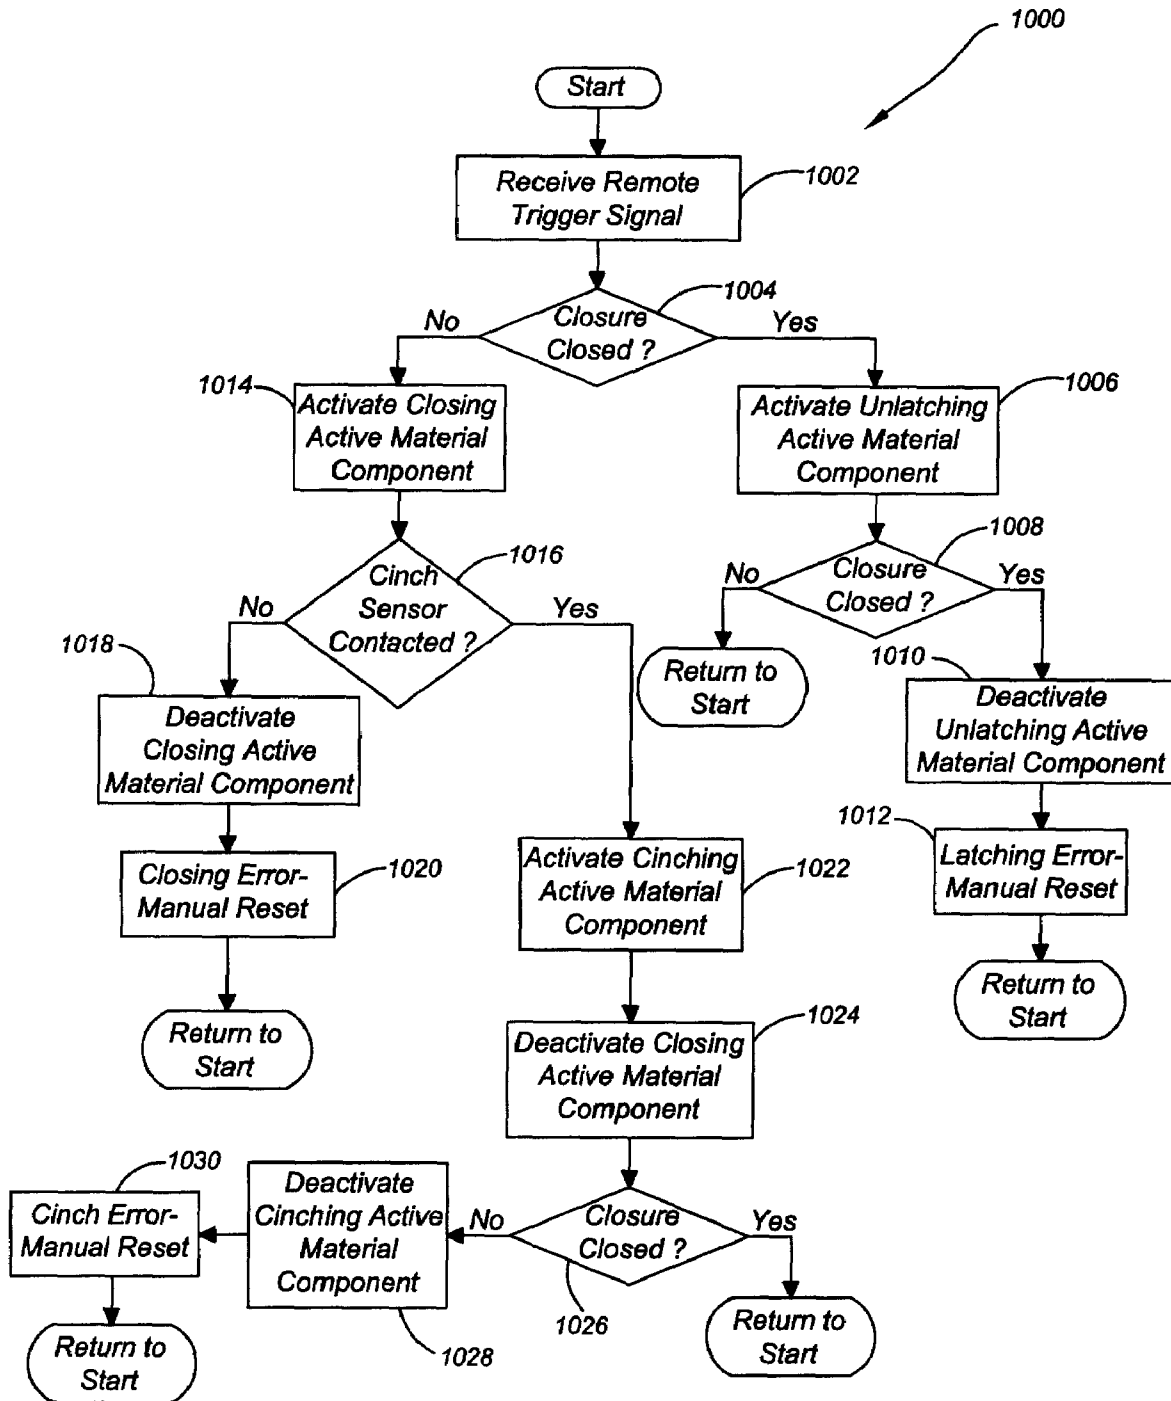 1000
Start
Receive Remote
Trigger Signal
1002
1004
Closure
Closed ?
No
Yes
1014
Activate Closing
Active Material
Component
1006
Activate Unlatching
Active Material
Component
1016
Cinch
Sensor
Contacted ?
No
Yes
1008
Closure
Closed ?
No
Yes
Return to
Start
1018
Deactivate
Closing Active
Material Component
1010
Deactivate
Unlatching Active
Material Component
1020
Closing Error-
Manual Reset
1022
Activate Cinching
Active Material
Component
1012
Latching Error-
Manual Reset
Return to
Start
Return to
Start
1024
Deactivate Closing
Active Material
Component
1030
Cinch Error-
Manual Reset
Deactivate
Cinching Active
Material
Component
1028
No
Closure
Closed ?
Yes
1026
Return to
Start
Return to
Start